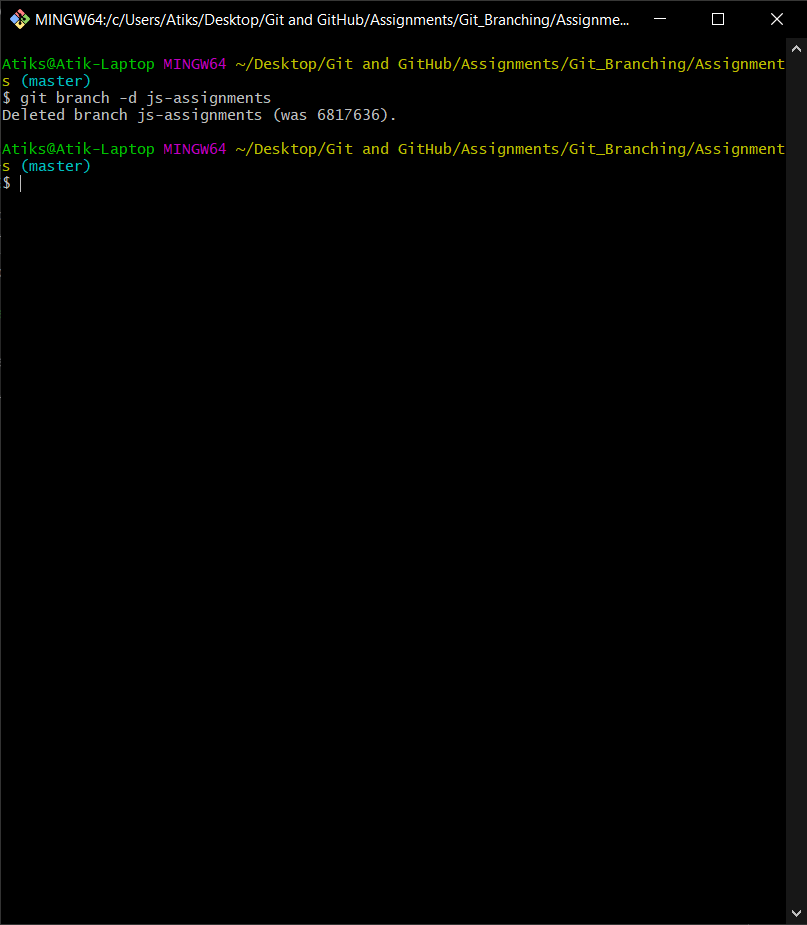 MINGW64:/c/Users/Atiks/Desktop/Git and GitHub/Assignments/Git_Branching/Assignme...
Atiks@Atik-Laptop MINGW64 ~/Desktop/Git and GitHub/Assignments/Git_Branching/Assignment
s (master)
$ git branch -d js-assignments
Deleted branch js-assignments (was 6817636).
Atiks@Atik-Laptop MINGW64 ~/Desktop/Git and GitHub/Assignments/Git_Branching/Assignment
s (master)
$